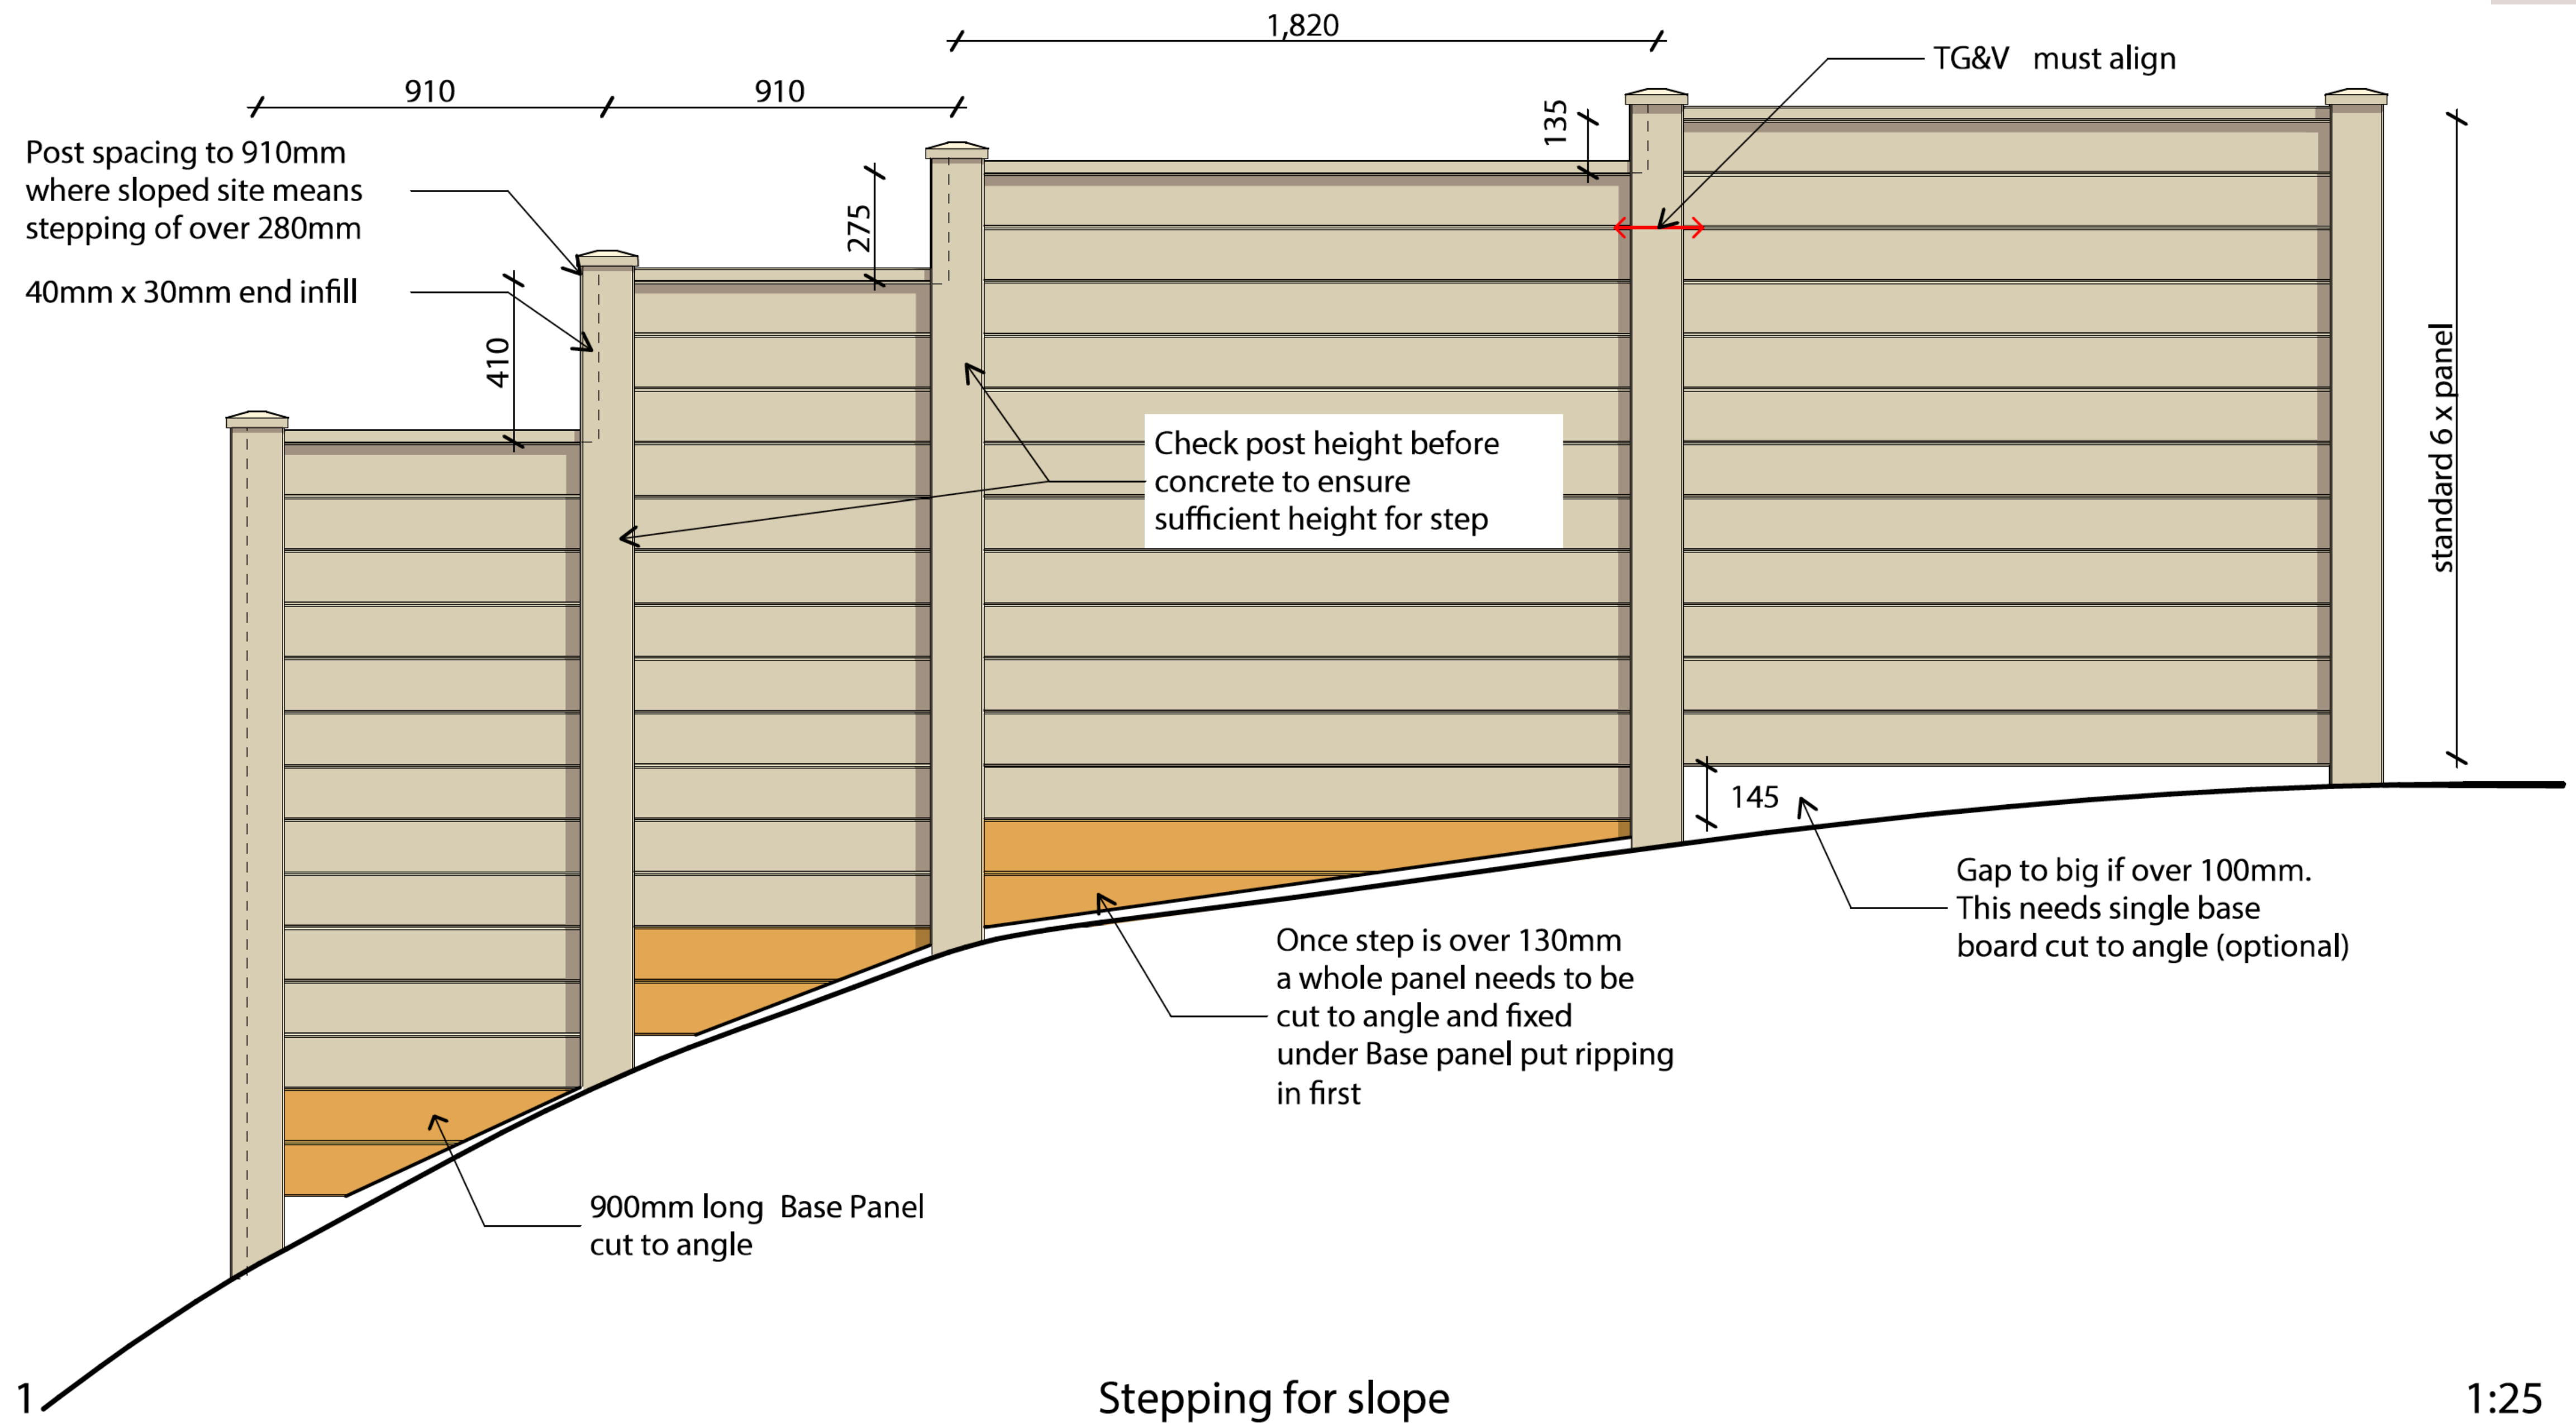 1,820
TG&V must align
910
910
135
Post spacing to 910mm
where sloped site means
stepping of over 280mm
275
40mm x 30mm end infill
410
standard 6 x panel
Check post height before
concrete to ensure
sufficient height for step
145
Gap to big if over 100mm.
This needs single base
board cut to angle (optional)
Once step is over 130mm
a whole panel needs to be
cut to angle and fixed
under Base panel put ripping
in first
900mm long Base Panel
cut to angle
1
Stepping for slope
1:25